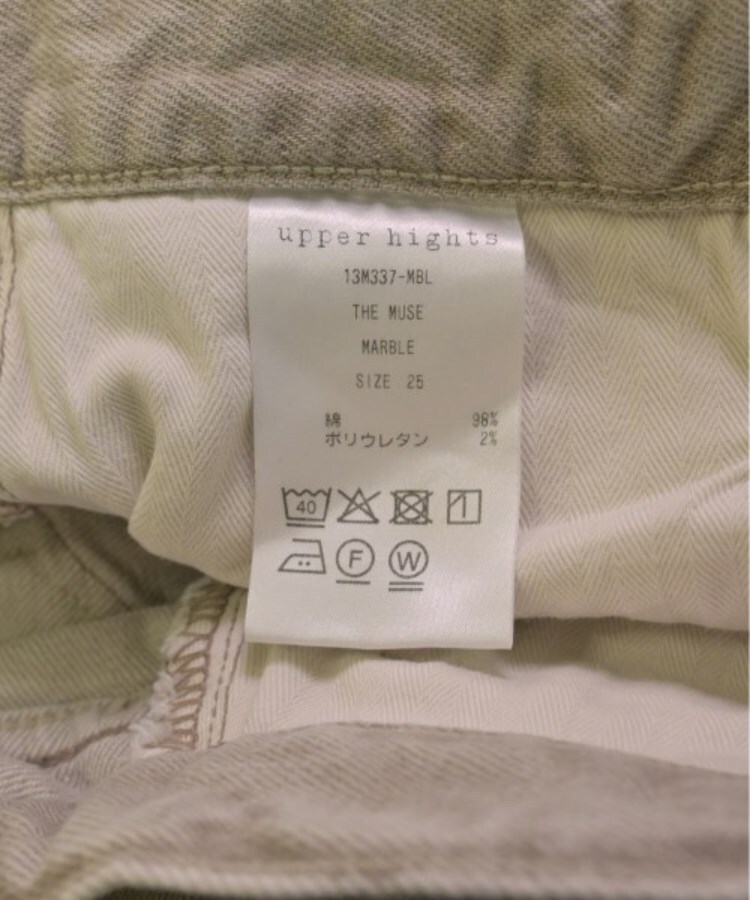 upper hights
13M337-MBL
THE MUSE
MARBLE
SIZE 25
綿 98%
ポリウレタン 2%
40
F W